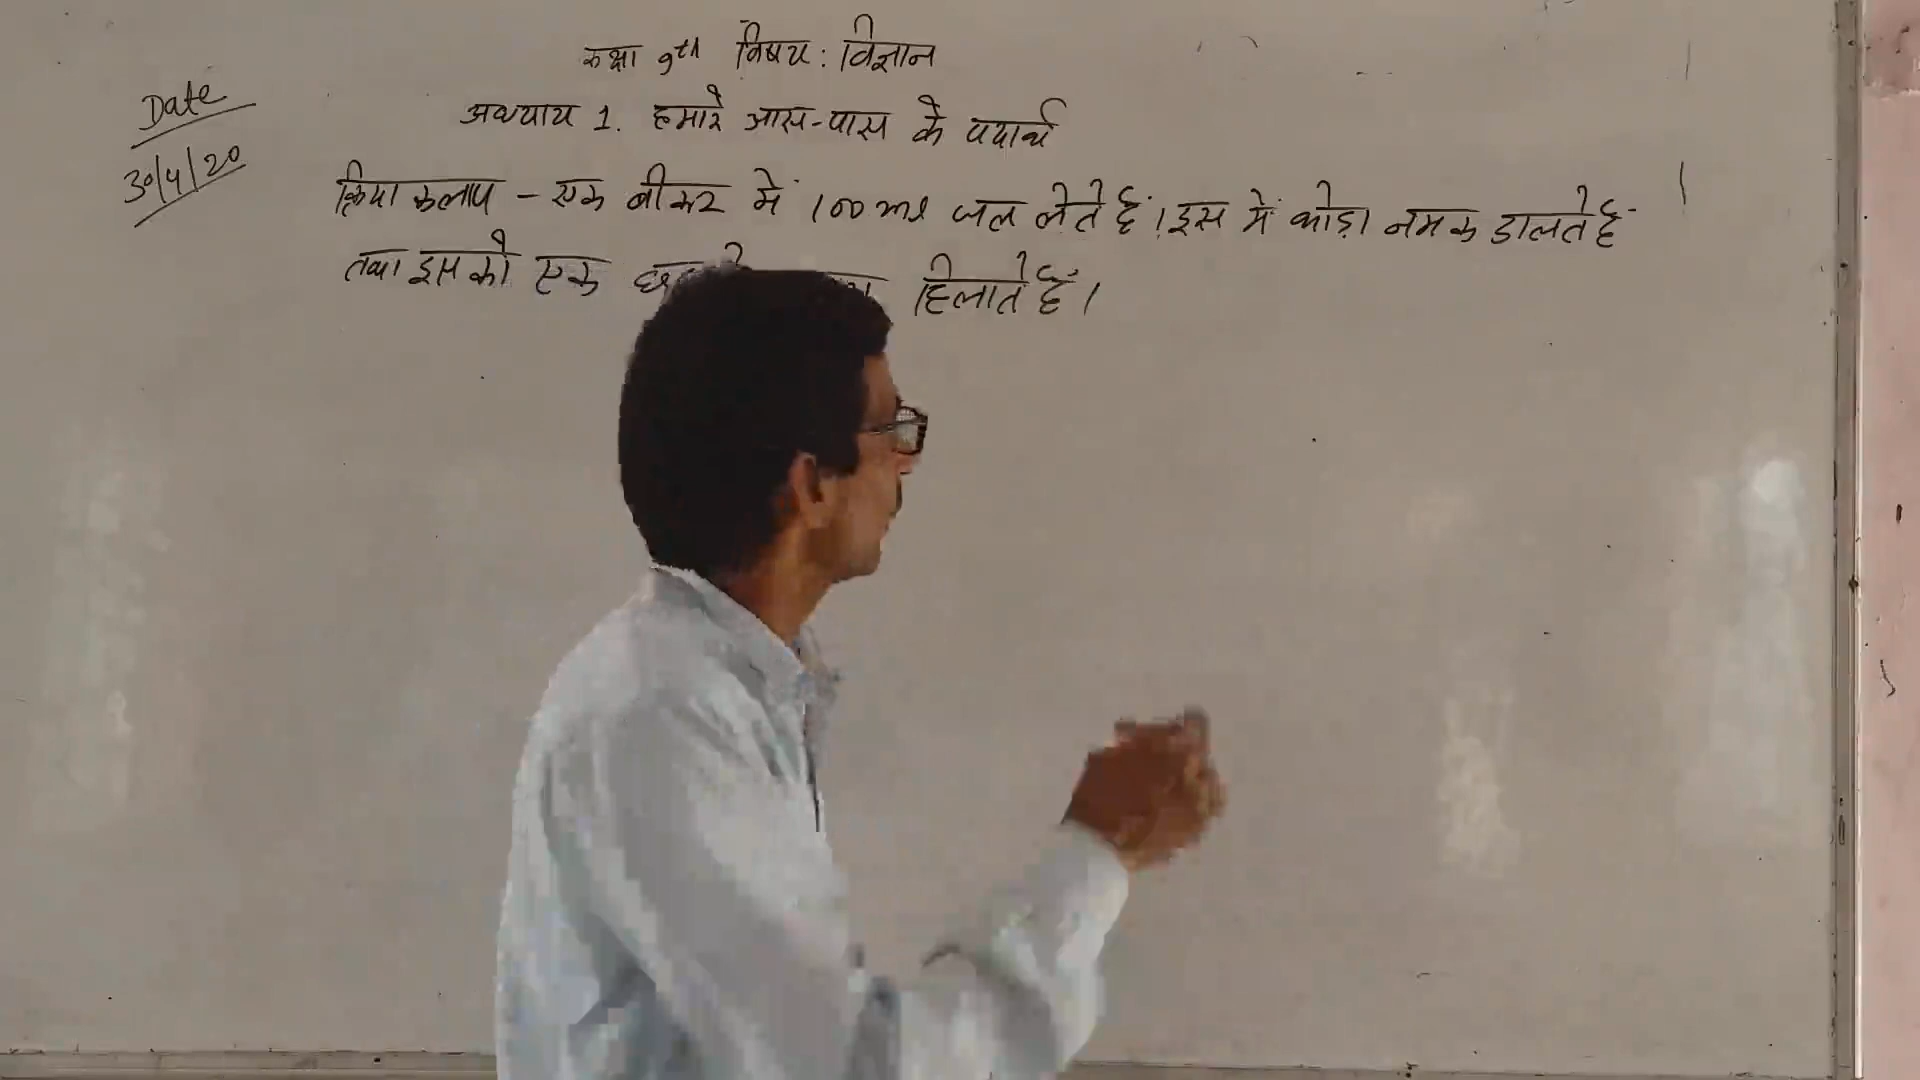 कक्षा 9th विषय : विज्ञान
Date
अध्याय 1. हमारे आस-पास के पदार्थ
30/4/20
क्रिया कलाप - एक बीकर में 100 ml जल लेते हैं। इस में थोड़ा नमक डालते हैं
तथा इसको एक हिलाते हैं।